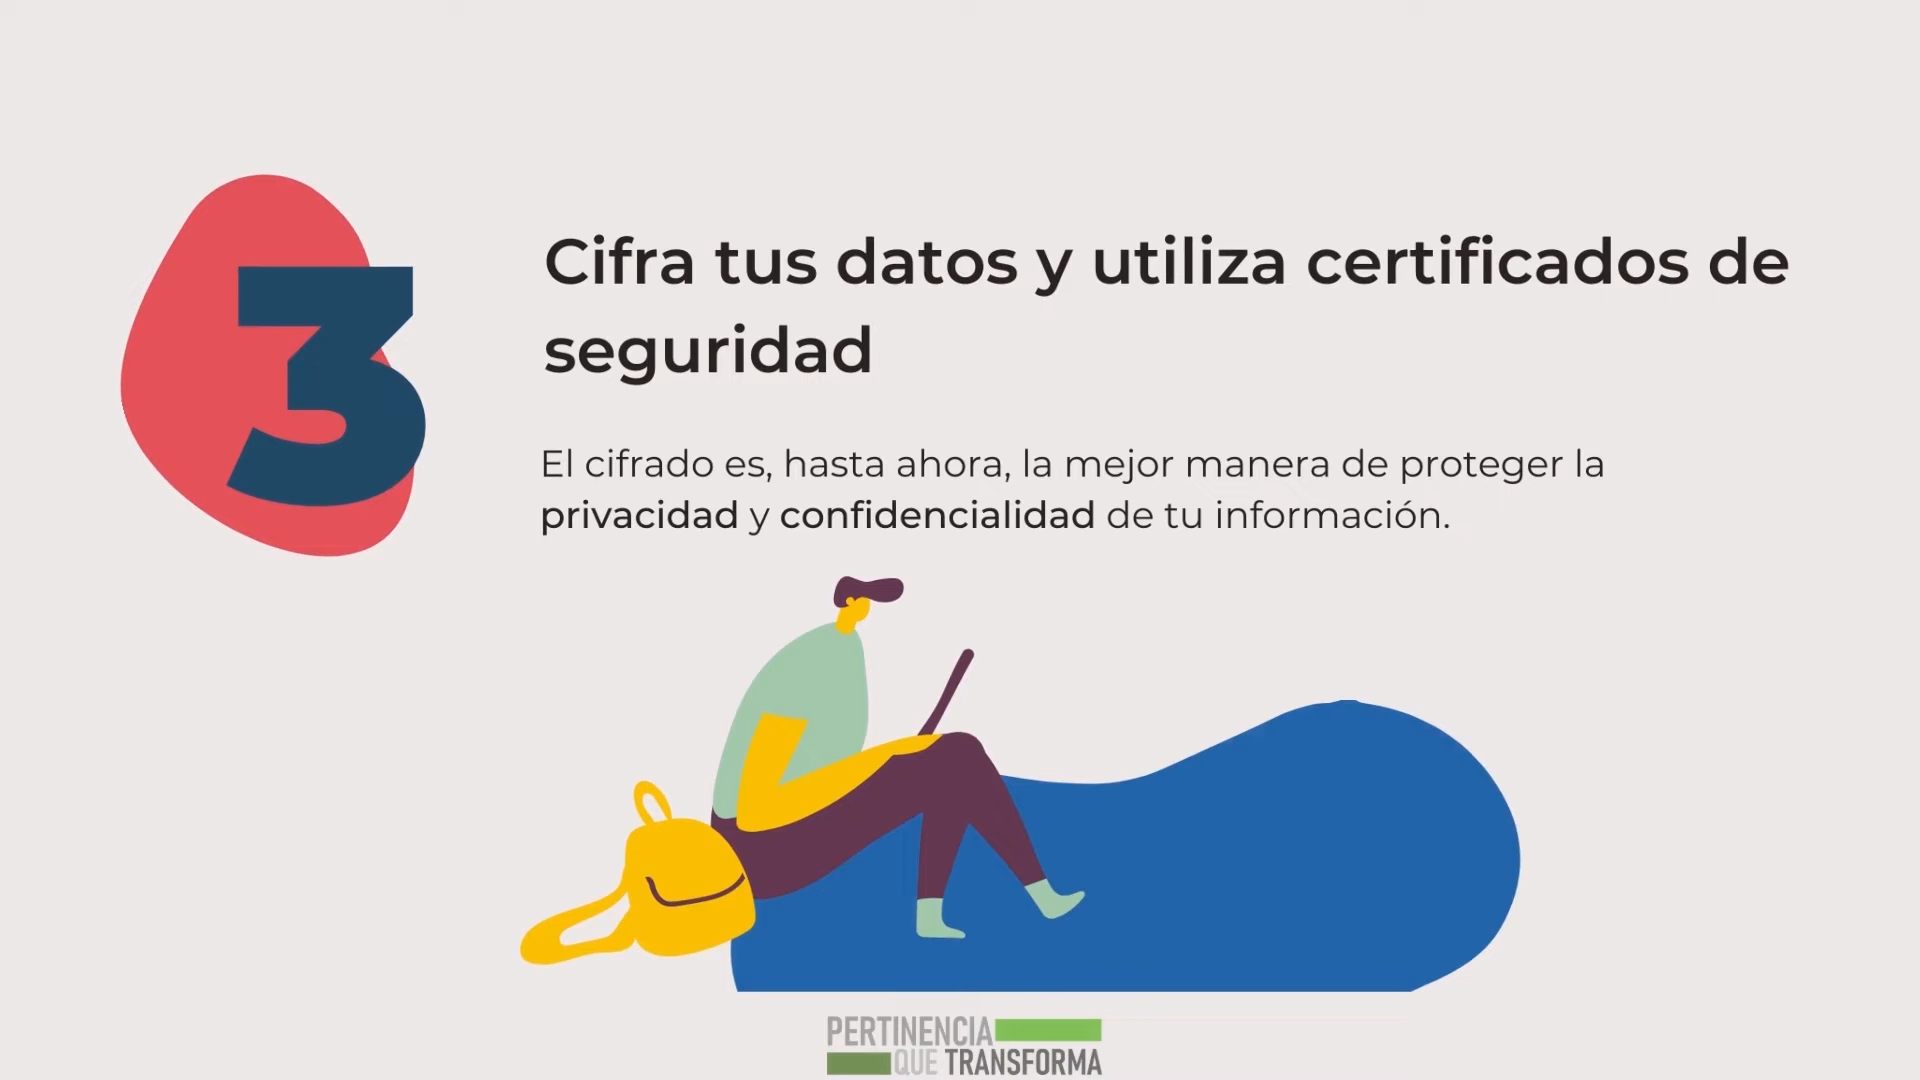 3
Cifra tus datos y utiliza certificados de
seguridad
El cifrado es, hasta ahora, la mejor manera de proteger la
privacidad y confidencialidad de tu información.
PERTINENCIA
QUE TRANSFORMA